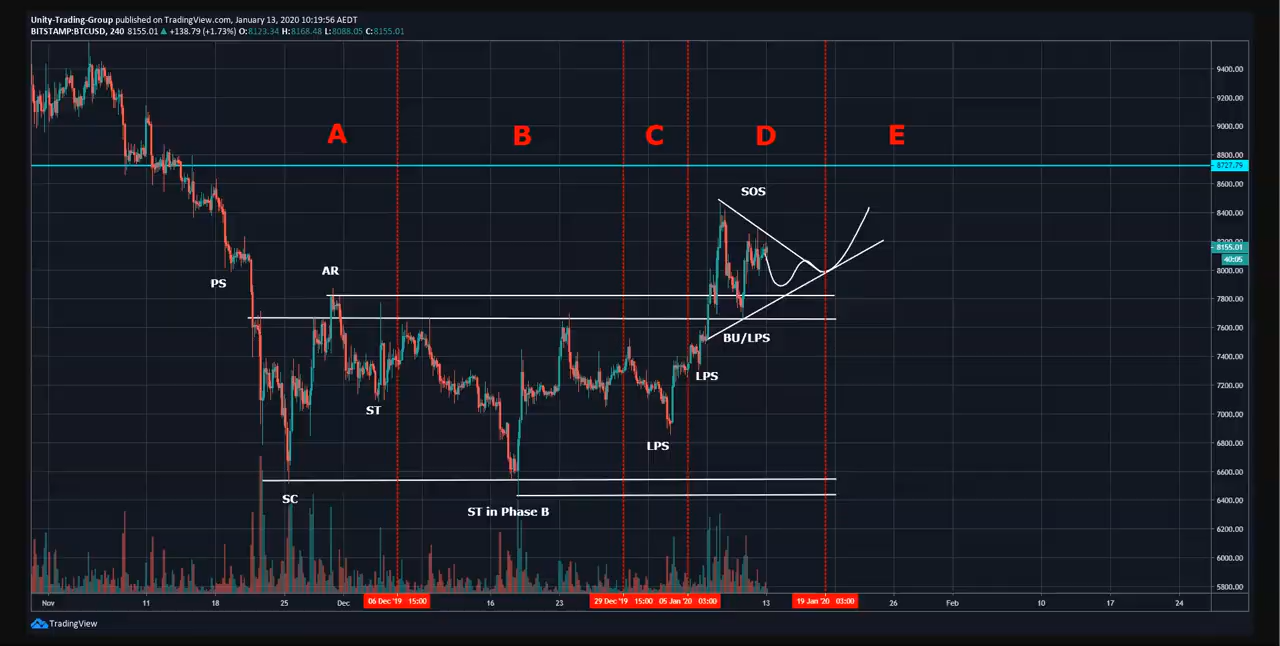 Unity-Trading-Group published on TradingView.com, January 13, 2020 10:19:56 AEDT
BITSTAMP:BTCUSD, 240 8155.01 ▲ +138.79 (+1.73%) O:8123.34 H:8168.48 L:8088.05 C:8155.01
9400.00
9200.00
9000.00
A B C D E
8800.00
8727.79
8600.00
SOS
8400.00
8200.00
8155.01
40:05
AR
8000.00
PS
7800.00
7600.00
BU/LPS
7400.00
LPS
7200.00
ST
7000.00
LPS
6800.00
6600.00
SC
6400.00
ST in Phase B
6200.00
6000.00
5800.00
Nov 11 18 25 Dec 06 Dec '19 15:00 16 23 29 Dec '19 15:00 05 Jan '20 03:00 13 19 Jan '20 03:00 26 Feb 10 17 24
TradingView